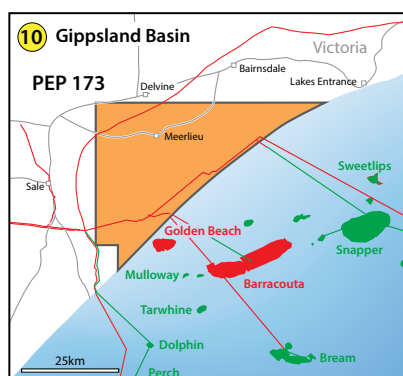 10 Gippsland Basin
Victoria
PEP 173
Bairnsdale
Delvine
Lakes Entrance
Meerlieu
Sweetlips
Sale
Golden Beach
Snapper
Mulloway
Barracouta
Tarwhine
Dolphin
Bream
25km
Perch